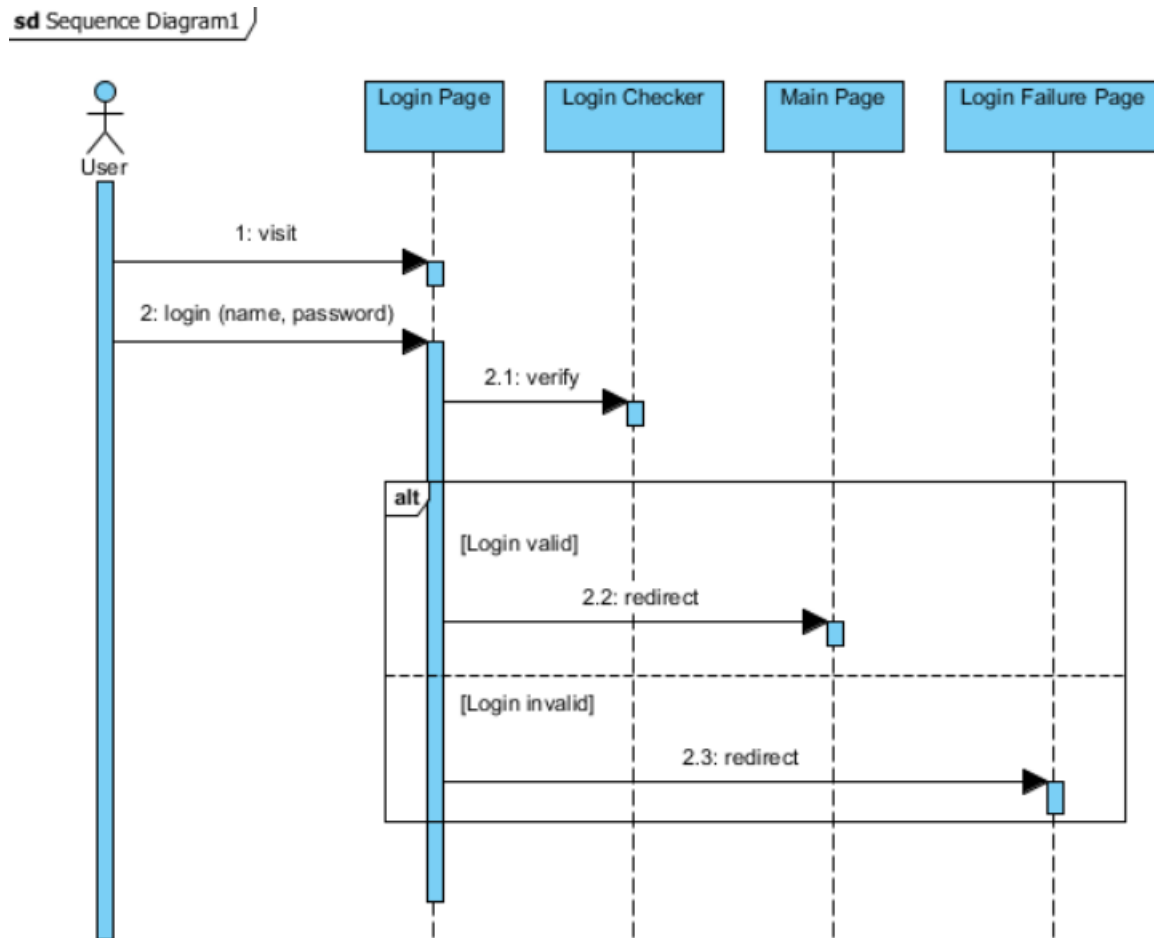 sd Sequence Diagram1
User
Login Page
Login Checker
Main Page
Login Failure Page
1: visit
2: login (name, password)
2.1: verify
alt
[Login valid]
2.2: redirect
[Login invalid]
2.3: redirect